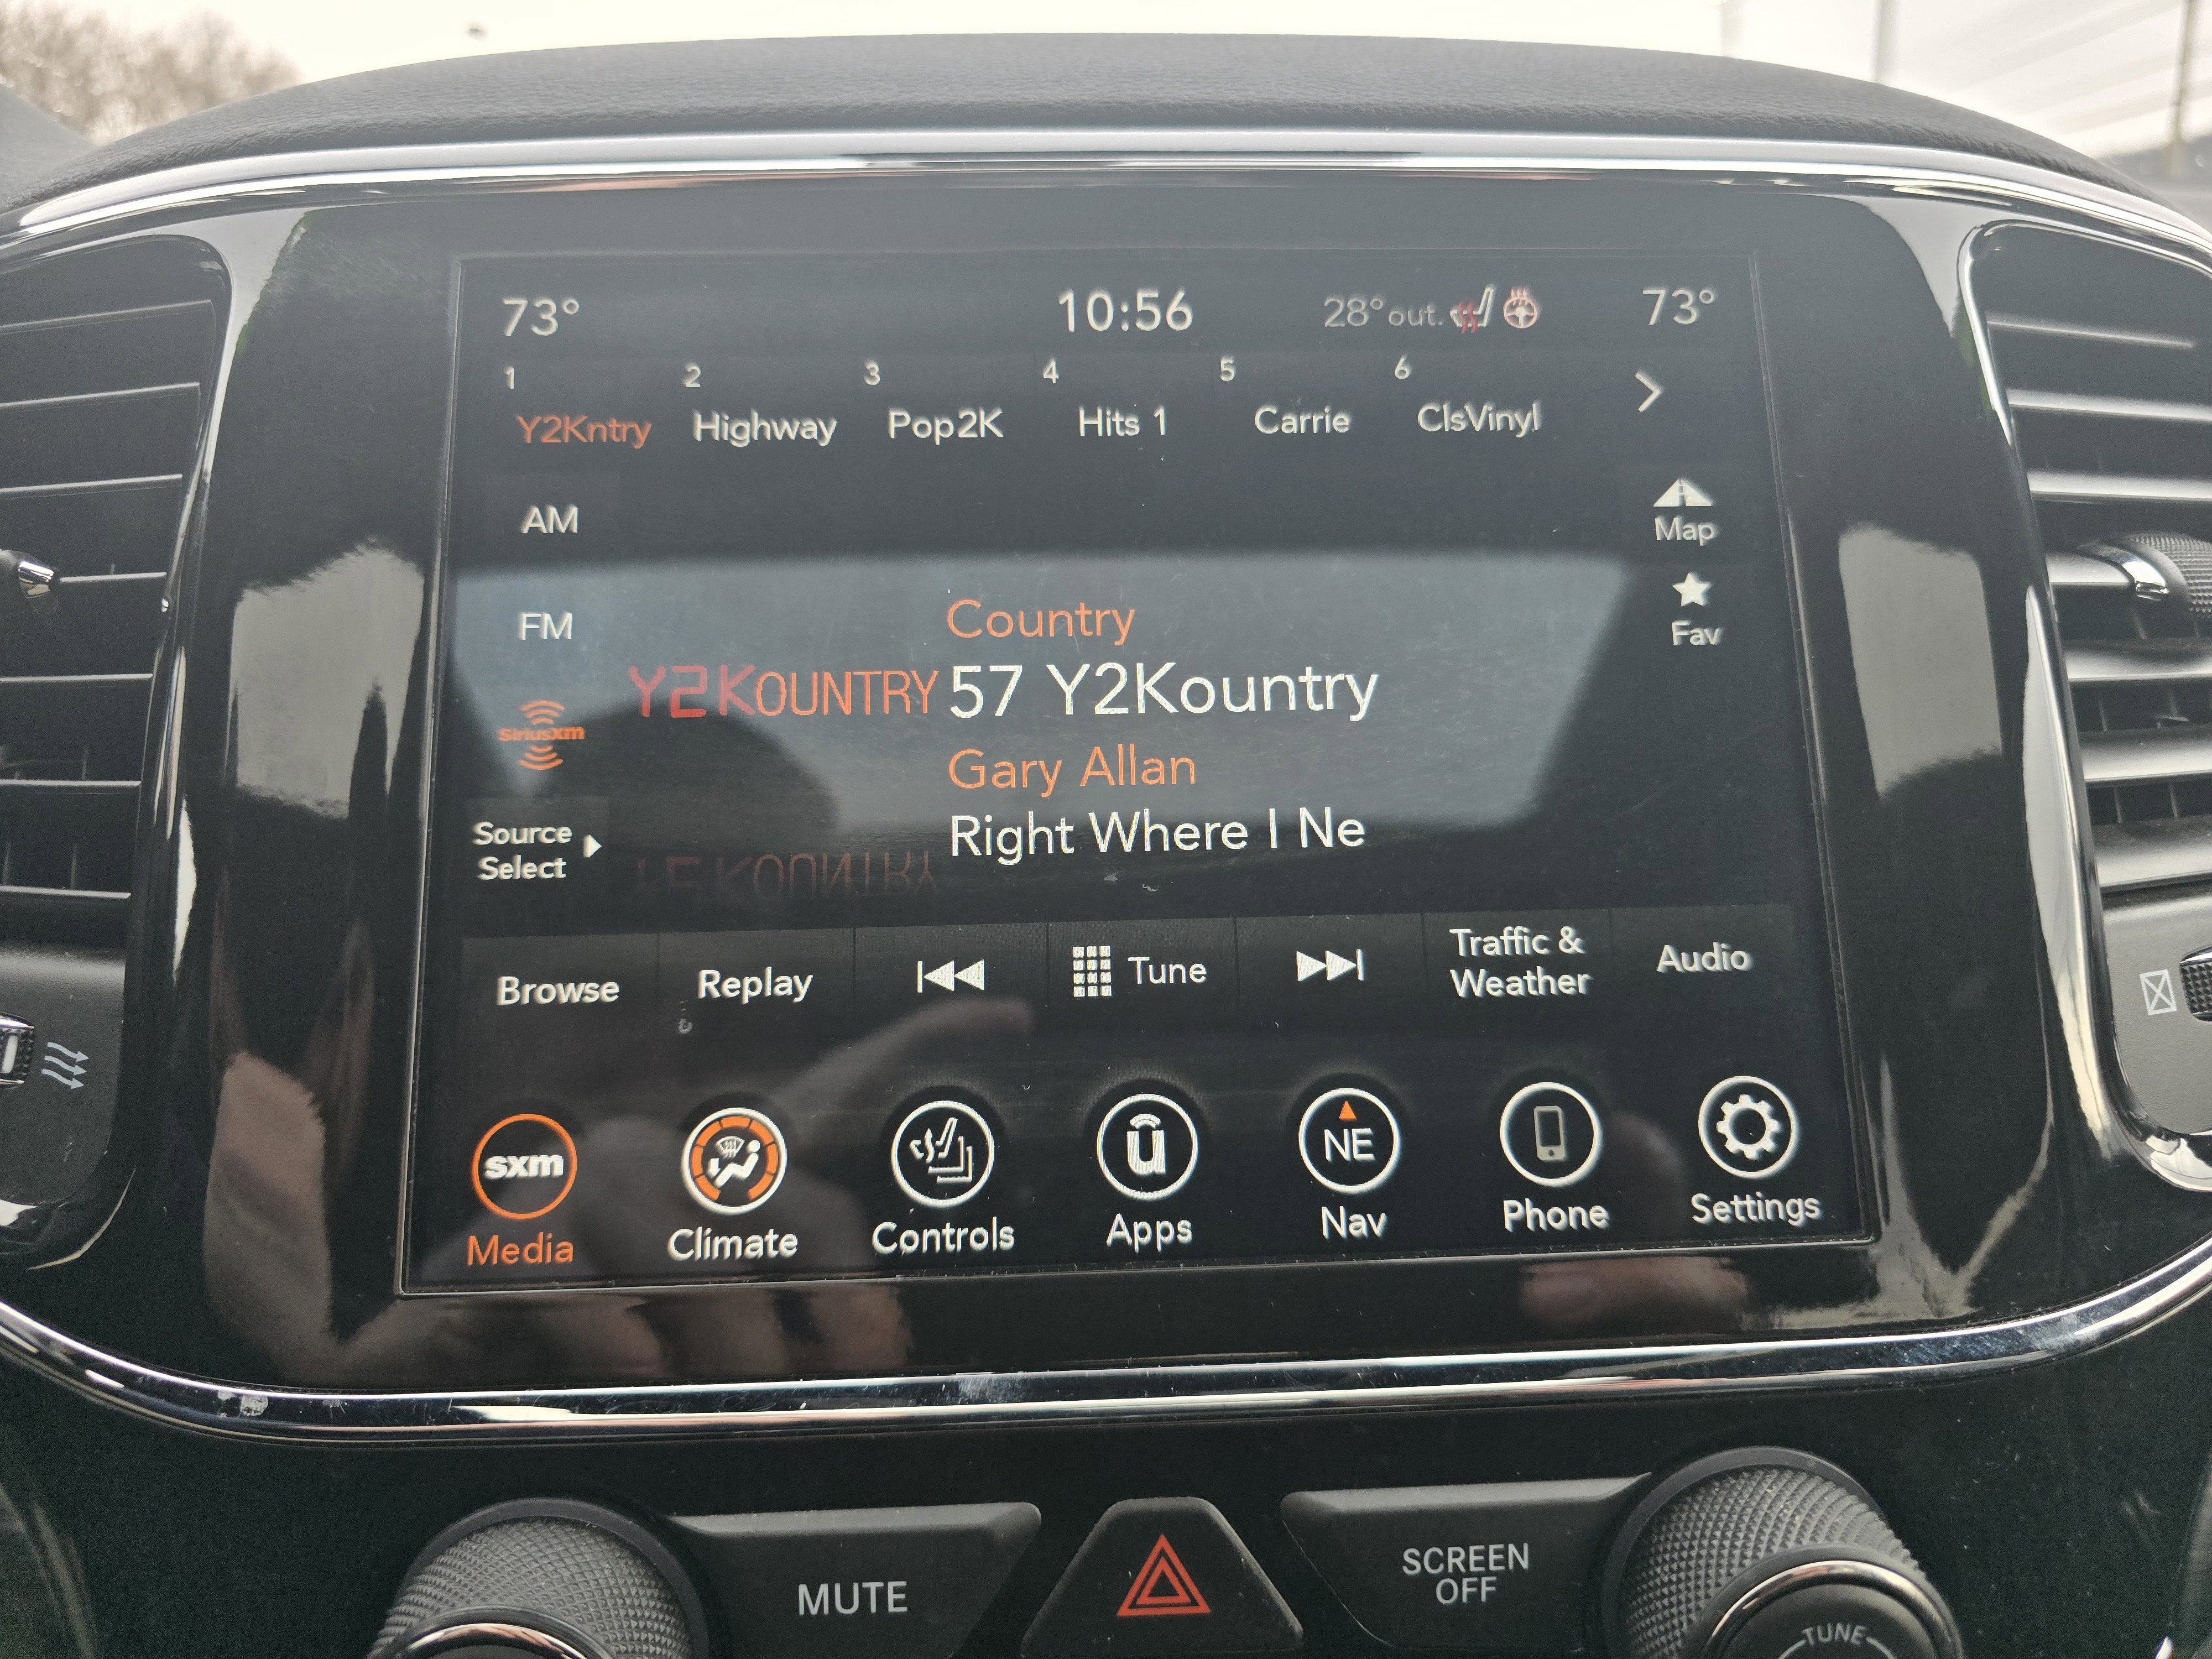 73° 10:56 28° out. 73°
1 2 3 4 5 6
Y2Kntry Highway Pop2K Hits 1 Carrie ClsVinyl
AM
Map
FM
Fav
Country
Y2KOUNTRY 57 Y2Kountry
SiriusXM
Gary Allan
Right Where I Ne
Source
Select
Browse Replay Tune Traffic & Weather Audio
sxm NE
Media Climate Controls Apps Nav Phone Settings
MUTE
SCREEN
OFF
TUNE